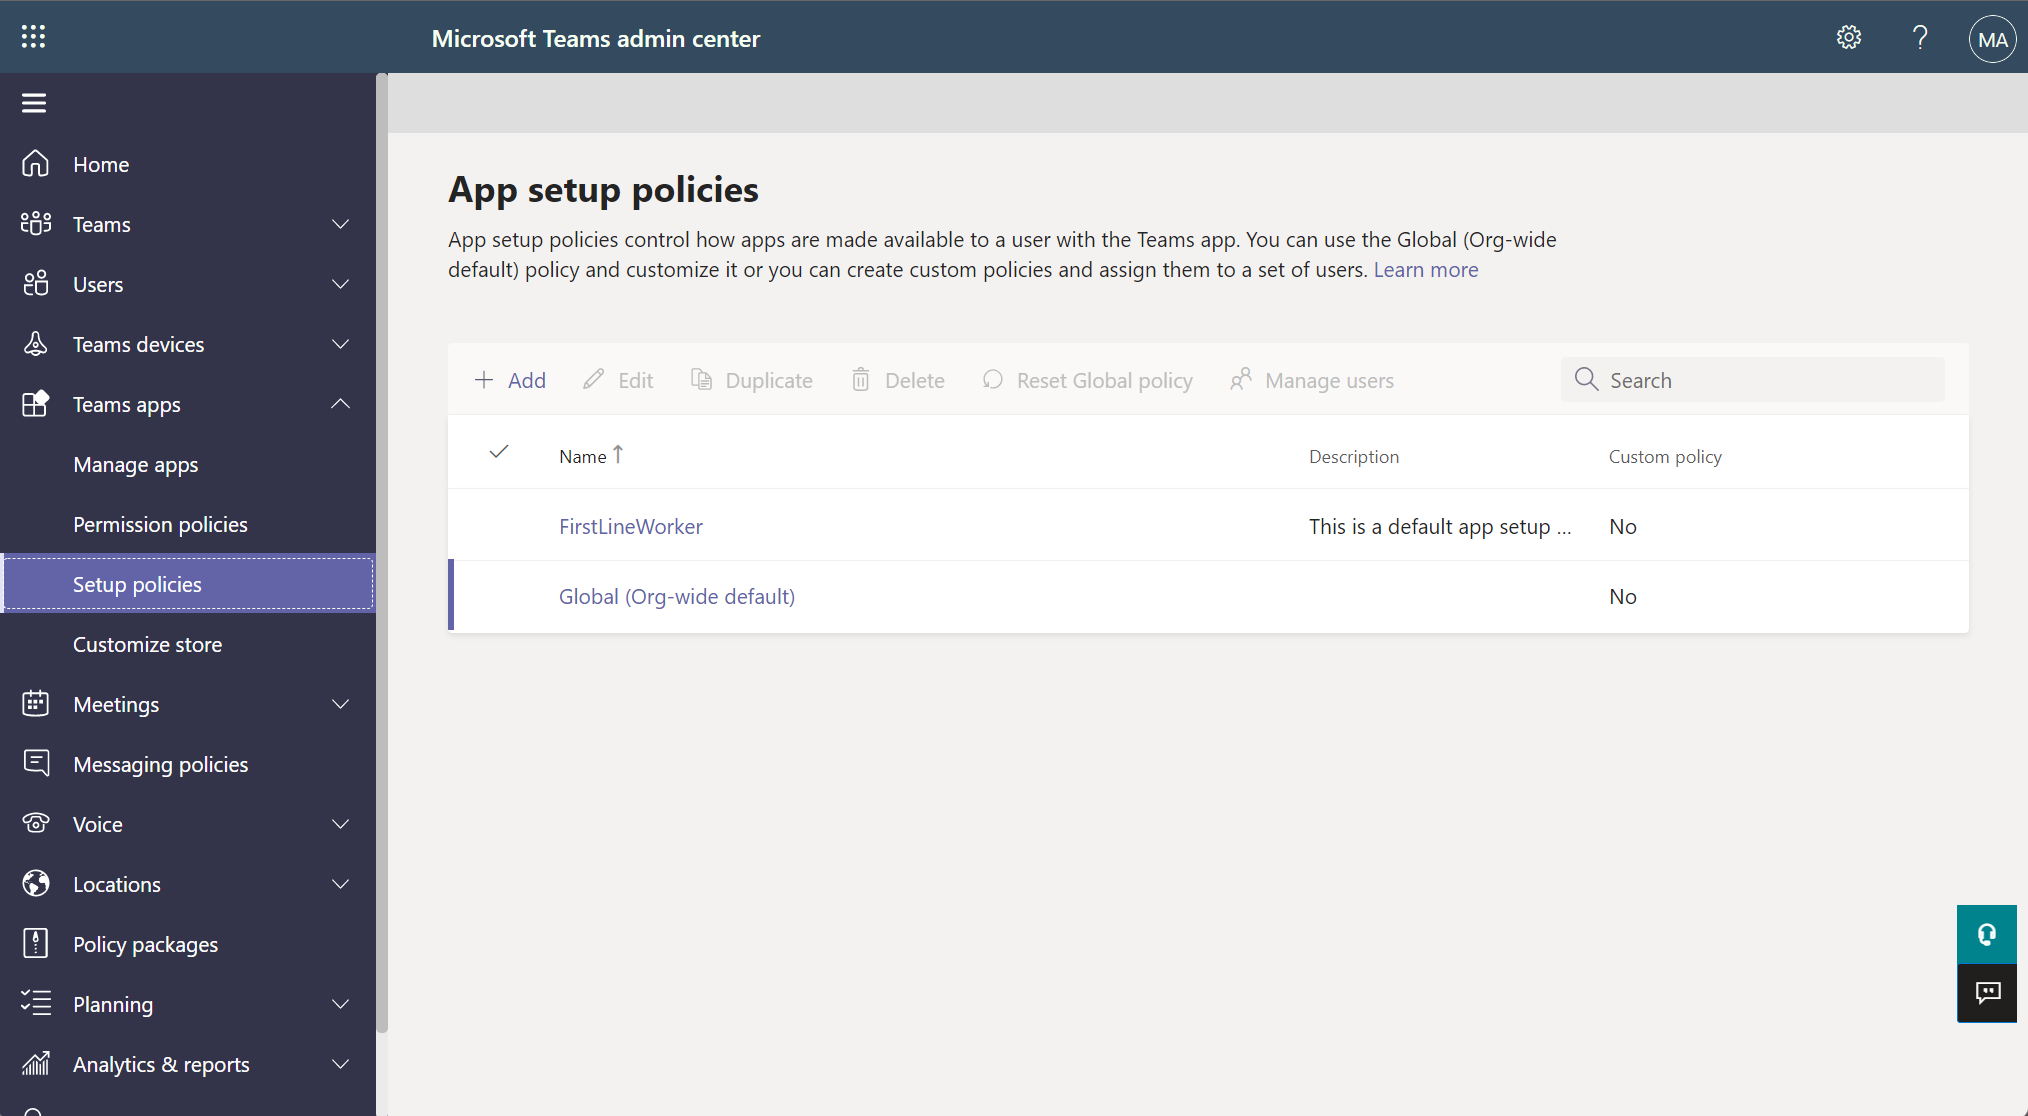 Microsoft Teams admin center
MA
Home
Teams
Users
Teams devices
Teams apps
Manage apps
Permission policies
Setup policies
Customize store
Meetings
Messaging policies
Voice
Locations
Policy packages
Planning
Analytics & reports
App setup policies
App setup policies control how apps are made available to a user with the Teams app. You can use the Global (Org-wide
default) policy and customize it or you can create custom policies and assign them to a set of users. Learn more
Add Edit Duplicate Delete Reset Global policy Manage users Search
Name Description Custom policy
FirstLineWorker This is a default app setup ... No
Global (Org-wide default) No